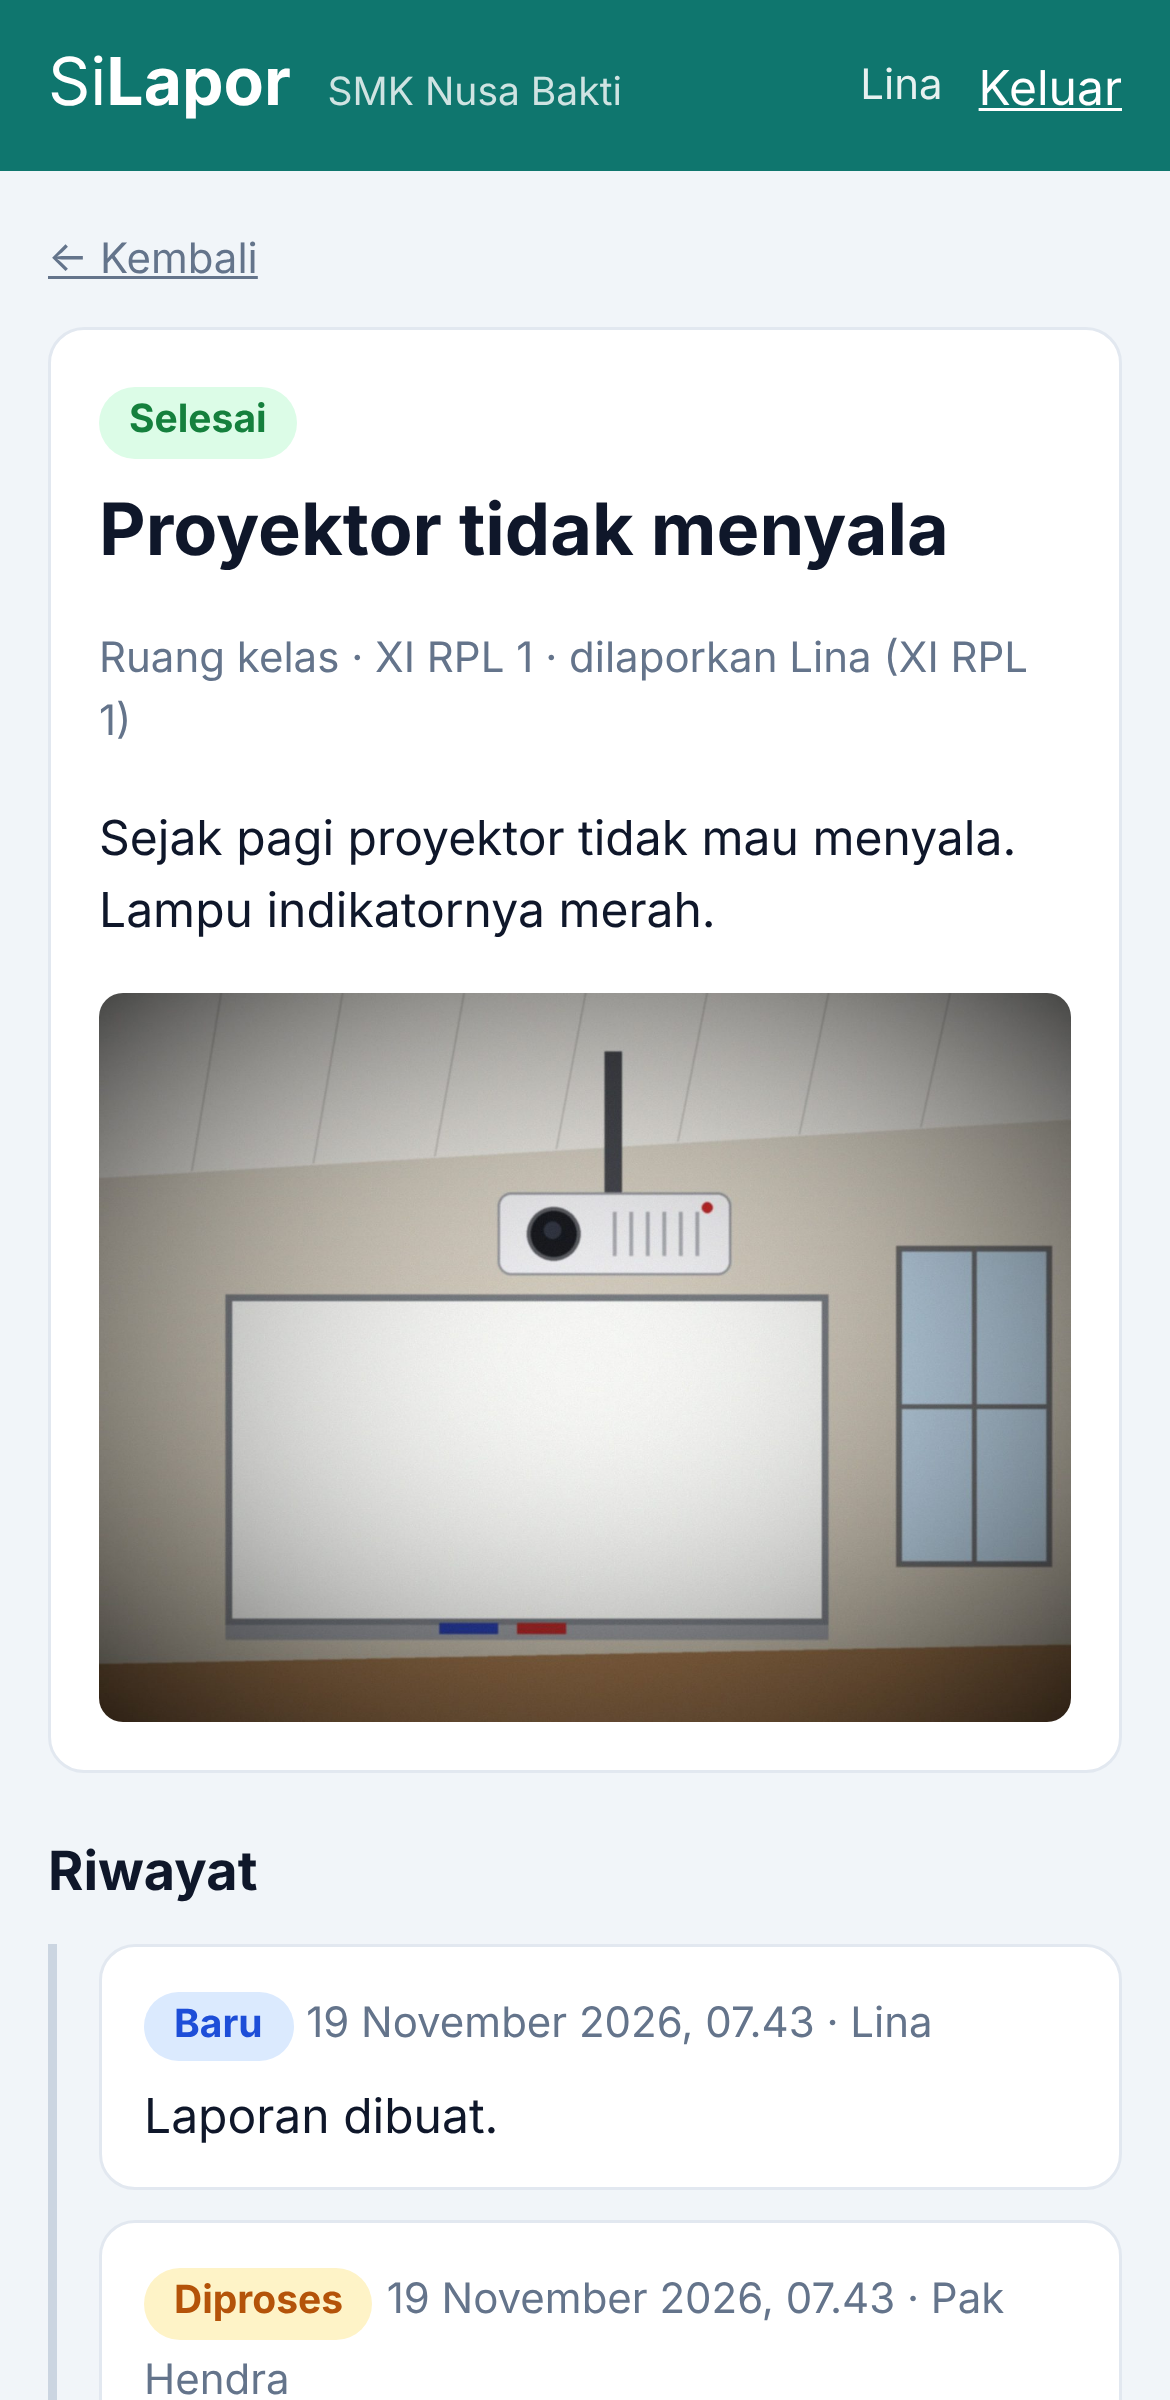 SiLapor SMK Nusa Bakti Lina Keluar
← Kembali
Selesai
Proyektor tidak menyala
Ruang kelas · XI RPL 1 · dilaporkan Lina (XI RPL
1)
Sejak pagi proyektor tidak mau menyala.
Lampu indikatornya merah.
Riwayat
Baru 19 November 2026, 07.43 · Lina
Laporan dibuat.
Diproses 19 November 2026, 07.43 · Pak
Hendra